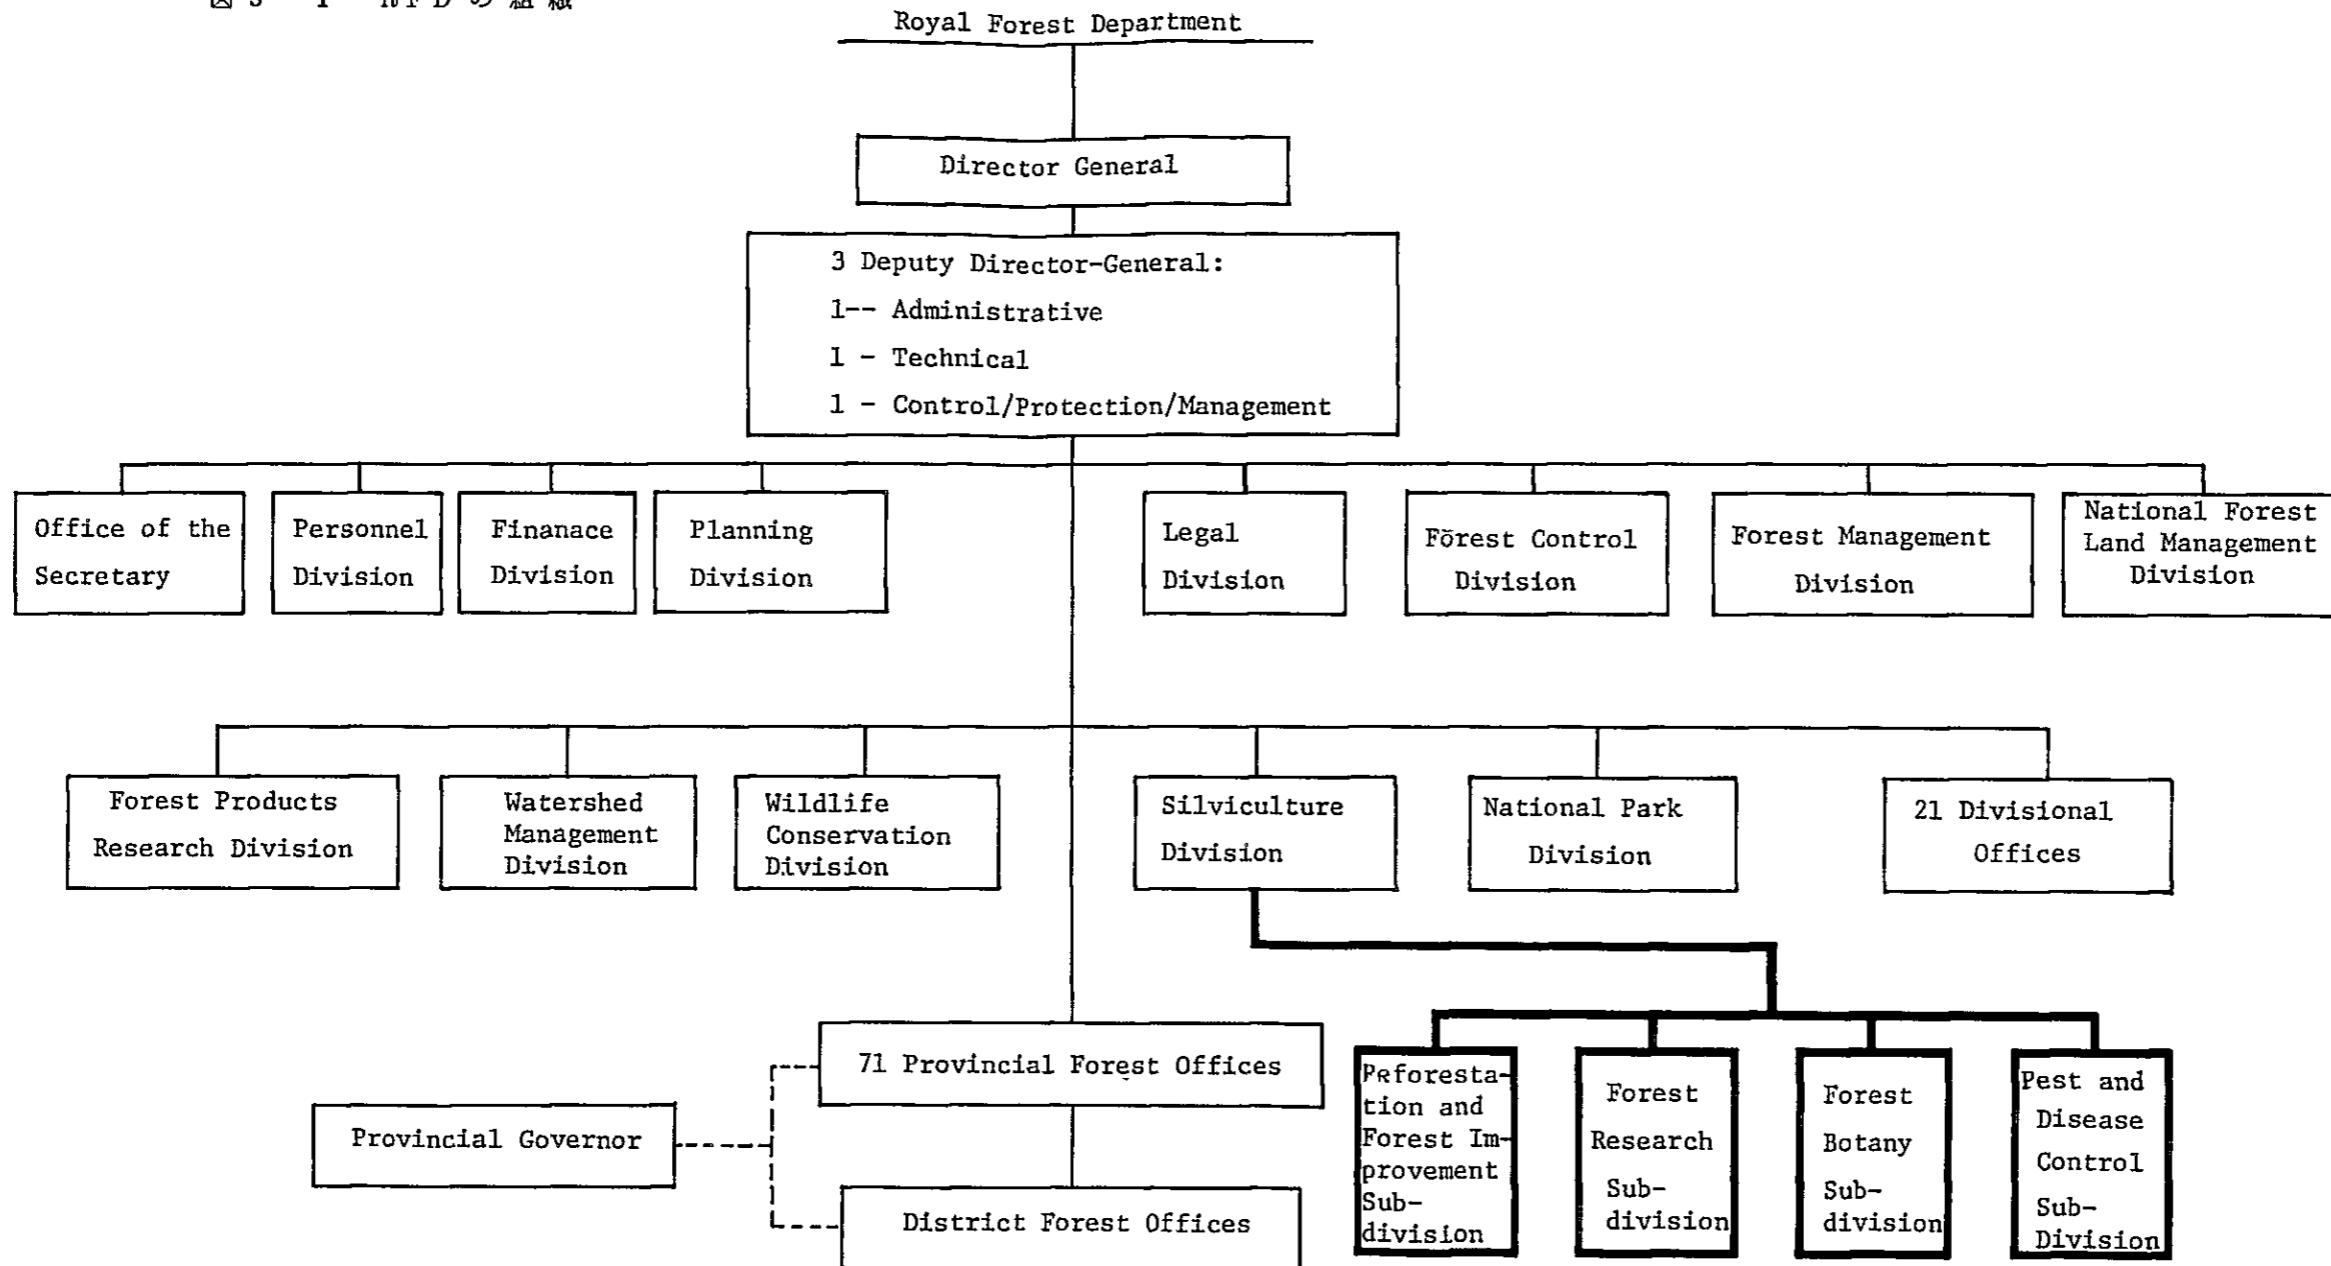 Royal Forest Department
Director General
3 Deputy Director-General:
1-- Administrative
1 - Technical
1 - Control/Protection/Management
Office of the
Secretary
Personnel
Division
Finanace
Division
Planning
Division
Legal
Division
Forest Control
Division
Forest Management
Division
National Forest
Land Management
Division
Forest Products
Research Division
Watershed
Management
Division
Wildlife
Conservation
Division
Silviculture
Division
National Park
Division
21 Divisional
Offices
71 Provincial Forest Offices
Provincial Governor
District Forest Offices
tion and
Forest Im-
provement
Sub-
division
Forest
Research
Sub-
division
Forest
Botany
Sub-
division
Pest and
Disease
Control
Sub-
Division